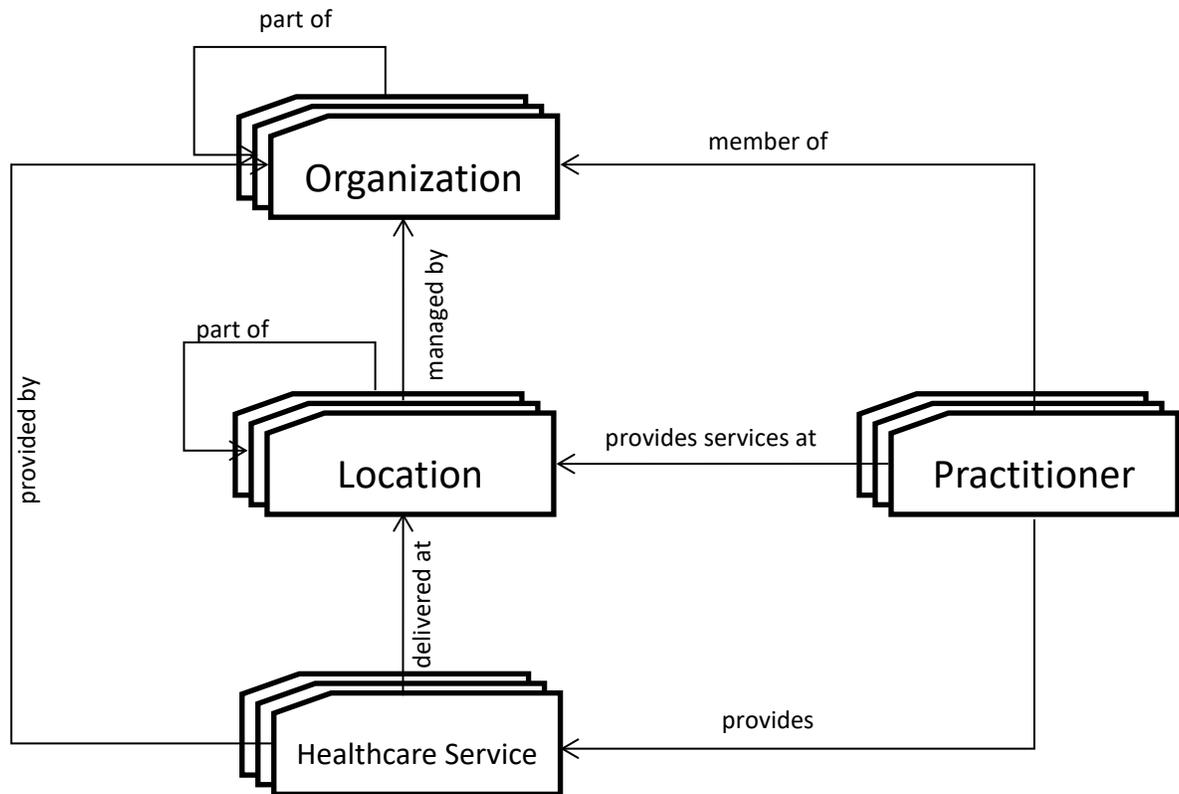 part of
member of
Organization
managed by
part of
provided by
provides services at
Location
Practitioner
delivered at
provides
Healthcare Service